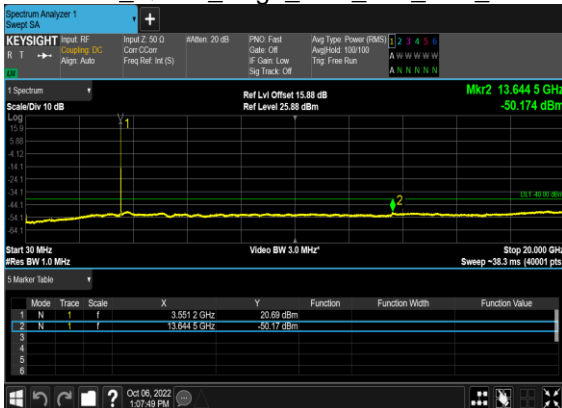 Spectrum Analyzer 1
Swept SA
+
KEYSIGHT Input: RF Input Z: 50 Ω #Atten: 20 dB PNO: Fast Avg Type: Power (RMS) 1 2 3 4 5 6
R T Coupling: DC Corr CCorr Gate: Off Avg|Hold: 100/100 A W W W W W
Align: Auto Freq Ref: Int (S) IF Gain: Low Trig: Free Run
LXI Sig Track: Off A N N N N N
1 Spectrum Ref Lvl Offset 15.88 dB Mkr2 13.644 5 GHz
Scale/Div 10 dB Ref Level 25.88 dBm -50.174 dBm
Log
15.9
5.88
-4.12
-14.1
-24.1
-34.1
-44.1
-54.1
-64.1
1
2
DL1 -40.00 dBm
Start 30 MHz Video BW 3.0 MHz* Stop 20.000 GHz
#Res BW 1.0 MHz Sweep ~38.3 ms (40001 pts)
5 Marker Table
Mode Trace Scale X Y Function Function Width Function Value
1 N 1 f 3.551 2 GHz 20.69 dBm
2 N 1 f 13.644 5 GHz -50.17 dBm
3
4
5
6
? Oct 06, 2022
1:07:49 PM